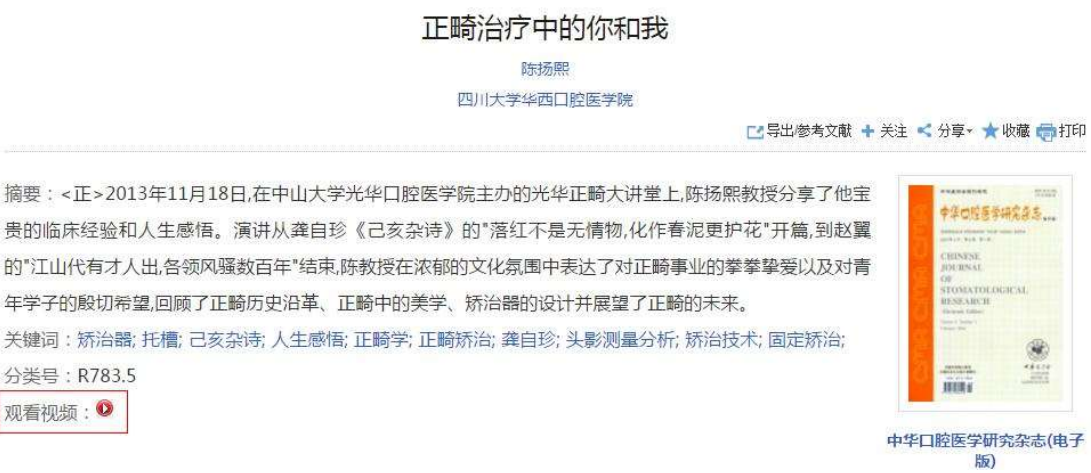 正畸治疗中的你和我
陈扬熙
四川大学华西口腔医学院
导出/参考文献 关注 分享 收藏 打印
摘要：<正>2013年11月18日,在中山大学光华口腔医学院主办的光华正畸大讲堂上,陈扬熙教授分享了他宝
贵的临床经验和人生感悟。演讲从龚自珍《己亥杂诗》的"落红不是无情物,化作春泥更护花"开篇,到赵翼
的"江山代有才人出,各领风骚数百年"结束,陈教授在浓郁的文化氛围中表达了对正畸事业的拳拳挚爱以及对青
年学子的殷切希望,回顾了正畸历史沿革、正畸中的美学、矫治器的设计并展望了正畸的未来。
关键词：矫治器; 托槽; 己亥杂诗; 人生感悟; 正畸学; 正畸矫治; 龚自珍; 头影测量分析; 矫治技术; 固定矫治;
分类号：R783.5
观看视频：
中华口腔医学研究杂志
CHINESE
JOURNAL
OF
STOMATOLOGICAL
RESEARCH
中华口腔医学研究杂志(电子
版)